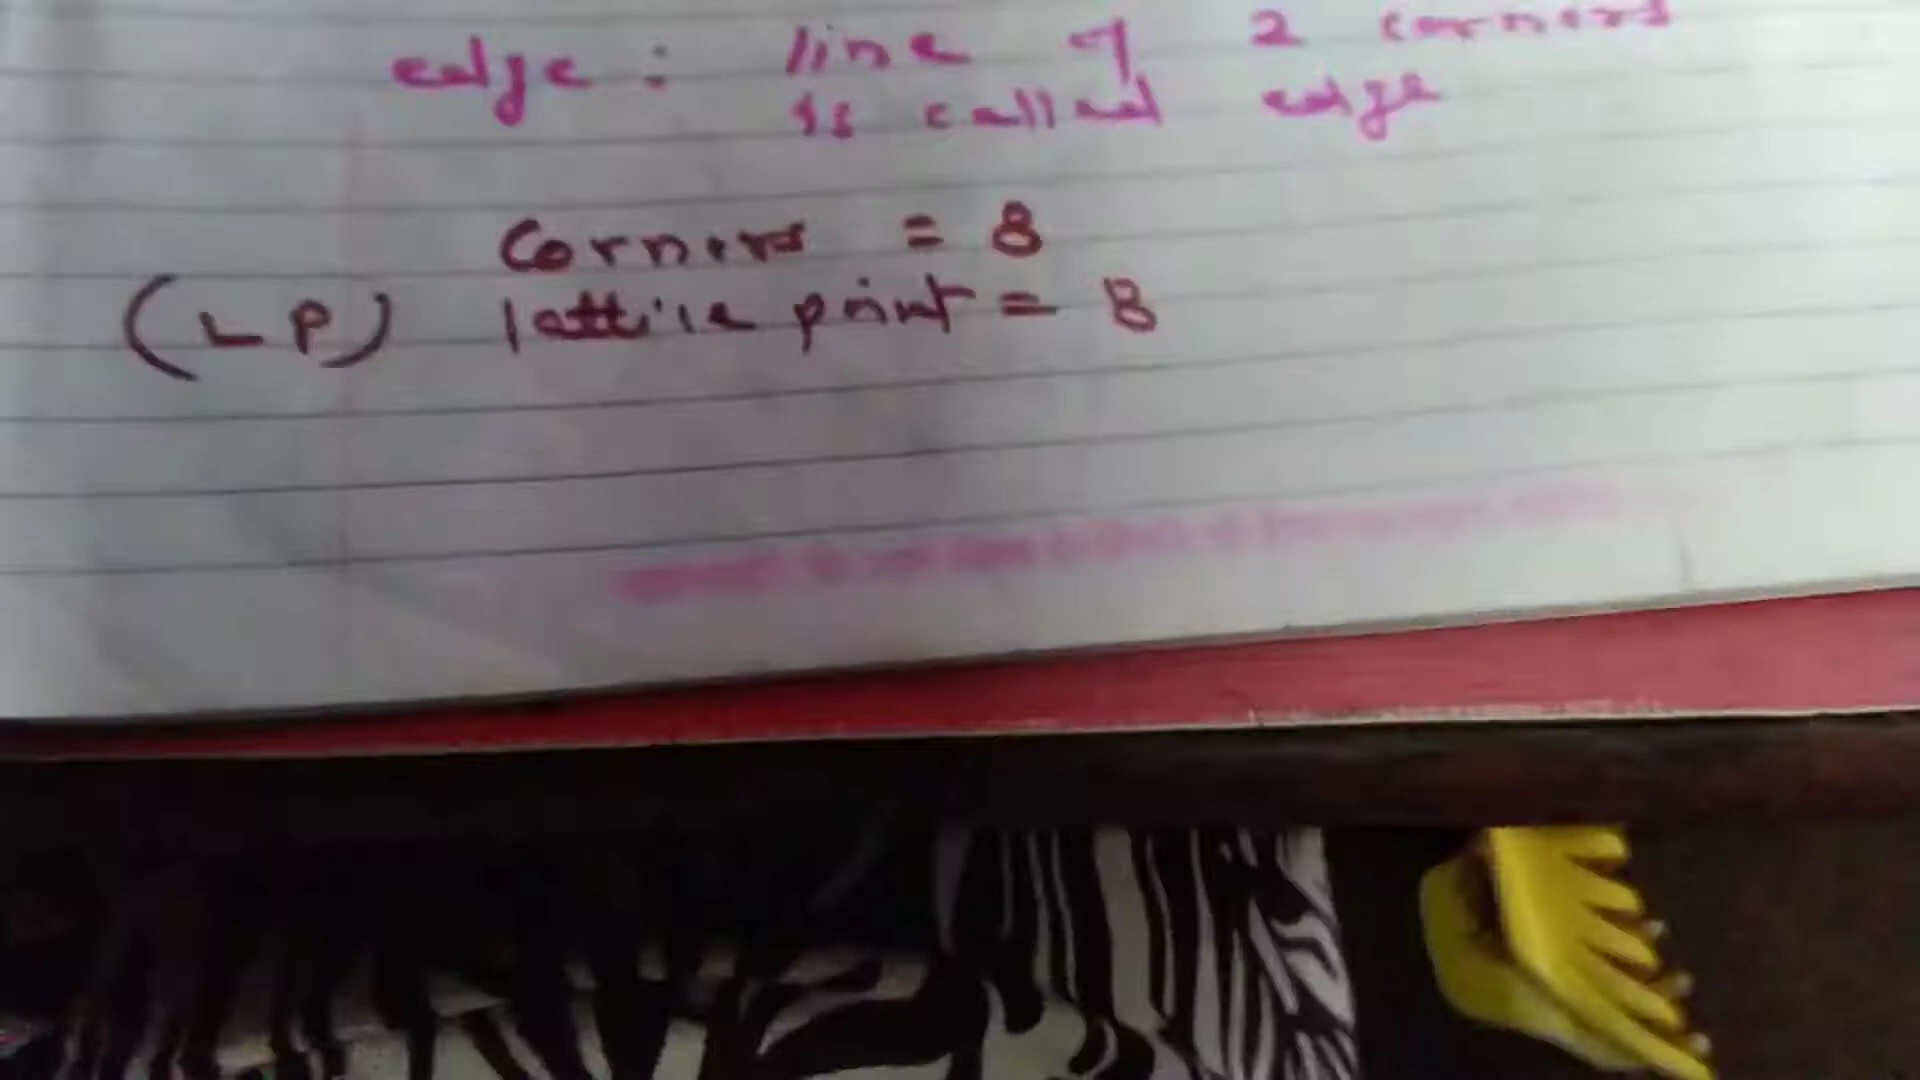 edge : line of 2 corners
is called edge
Corners = 8
(LP) lattice point = 8